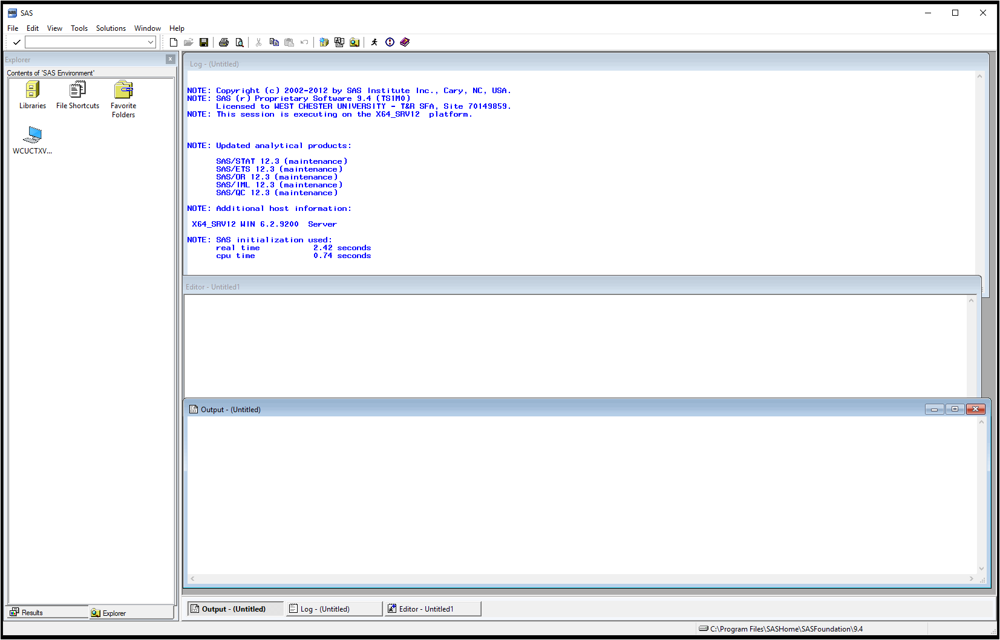 SAS
File Edit View Tools Solutions Window Help
Explorer
Contents of 'SAS Environment'
Libraries
File Shortcuts
Favorite
Folders
WCUCTXV...
Log - (Untitled)
NOTE: Copyright (c) 2002-2012 by SAS Institute Inc., Cary, NC, USA.
NOTE: SAS (r) Proprietary Software 9.4 (TS1M0)
Licensed to WEST CHESTER UNIVERSITY - T&R SFA, Site 70149859.
NOTE: This session is executing on the X64_SRV12  platform.
NOTE: Updated analytical products:
SAS/STAT 12.3 (maintenance)
SAS/ETS 12.3 (maintenance)
SAS/OR 12.3 (maintenance)
SAS/IML 12.3 (maintenance)
SAS/QC 12.3 (maintenance)
NOTE: Additional host information:
X64_SRV12 WIN 6.2.9200  Server
NOTE: SAS initialization used:
real time           2.42 seconds
cpu time            0.74 seconds
Editor - Untitled1
Output - (Untitled)
Results
Explorer
Output - (Untitled)
Log - (Untitled)
Editor - Untitled1
C:\Program Files\SASHome\SASFoundation\9.4